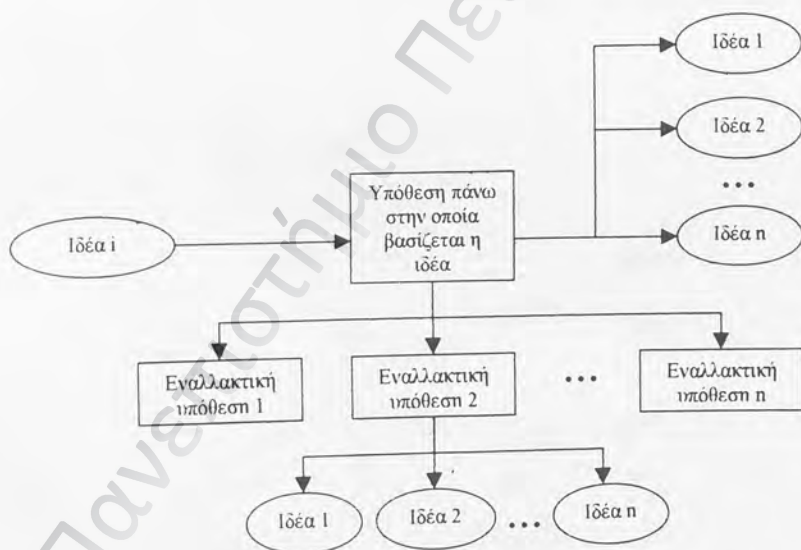 Ιδέα 1
Ιδέα 2
...
Ιδέα n
Υπόθεση πάνω
στην οποία
βασίζεται η
ιδέα
Ιδέα i
Εναλλακτική
υπόθεση 1
Εναλλακτική
υπόθεση 2
...
Εναλλακτική
υπόθεση n
Ιδέα 1
Ιδέα 2
...
Ιδέα n
Πανεπιστήμιο